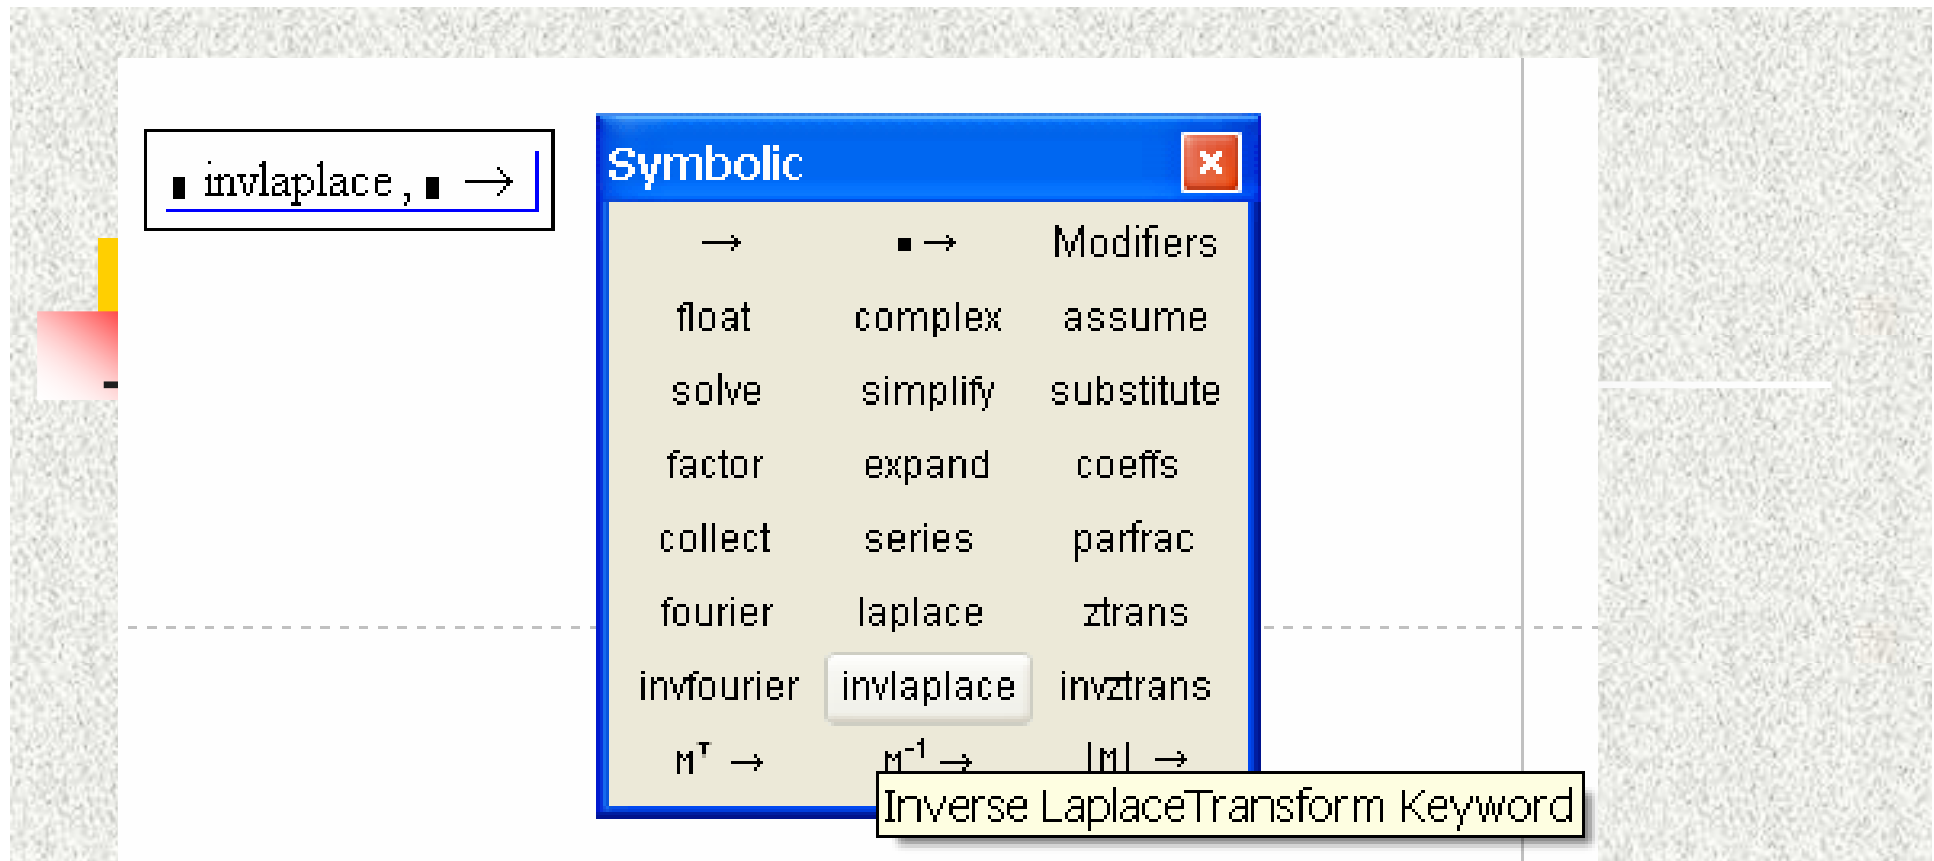 ▪ invlaplace , ▪ →
Symbolic
→ ▪ → Modifiers
float complex assume
solve simplify substitute
factor expand coeffs
collect series parfrac
fourier laplace ztrans
invfourier invlaplace invztrans
Mᵀ → M⁻¹ → |M| →
Inverse LaplaceTransform Keyword